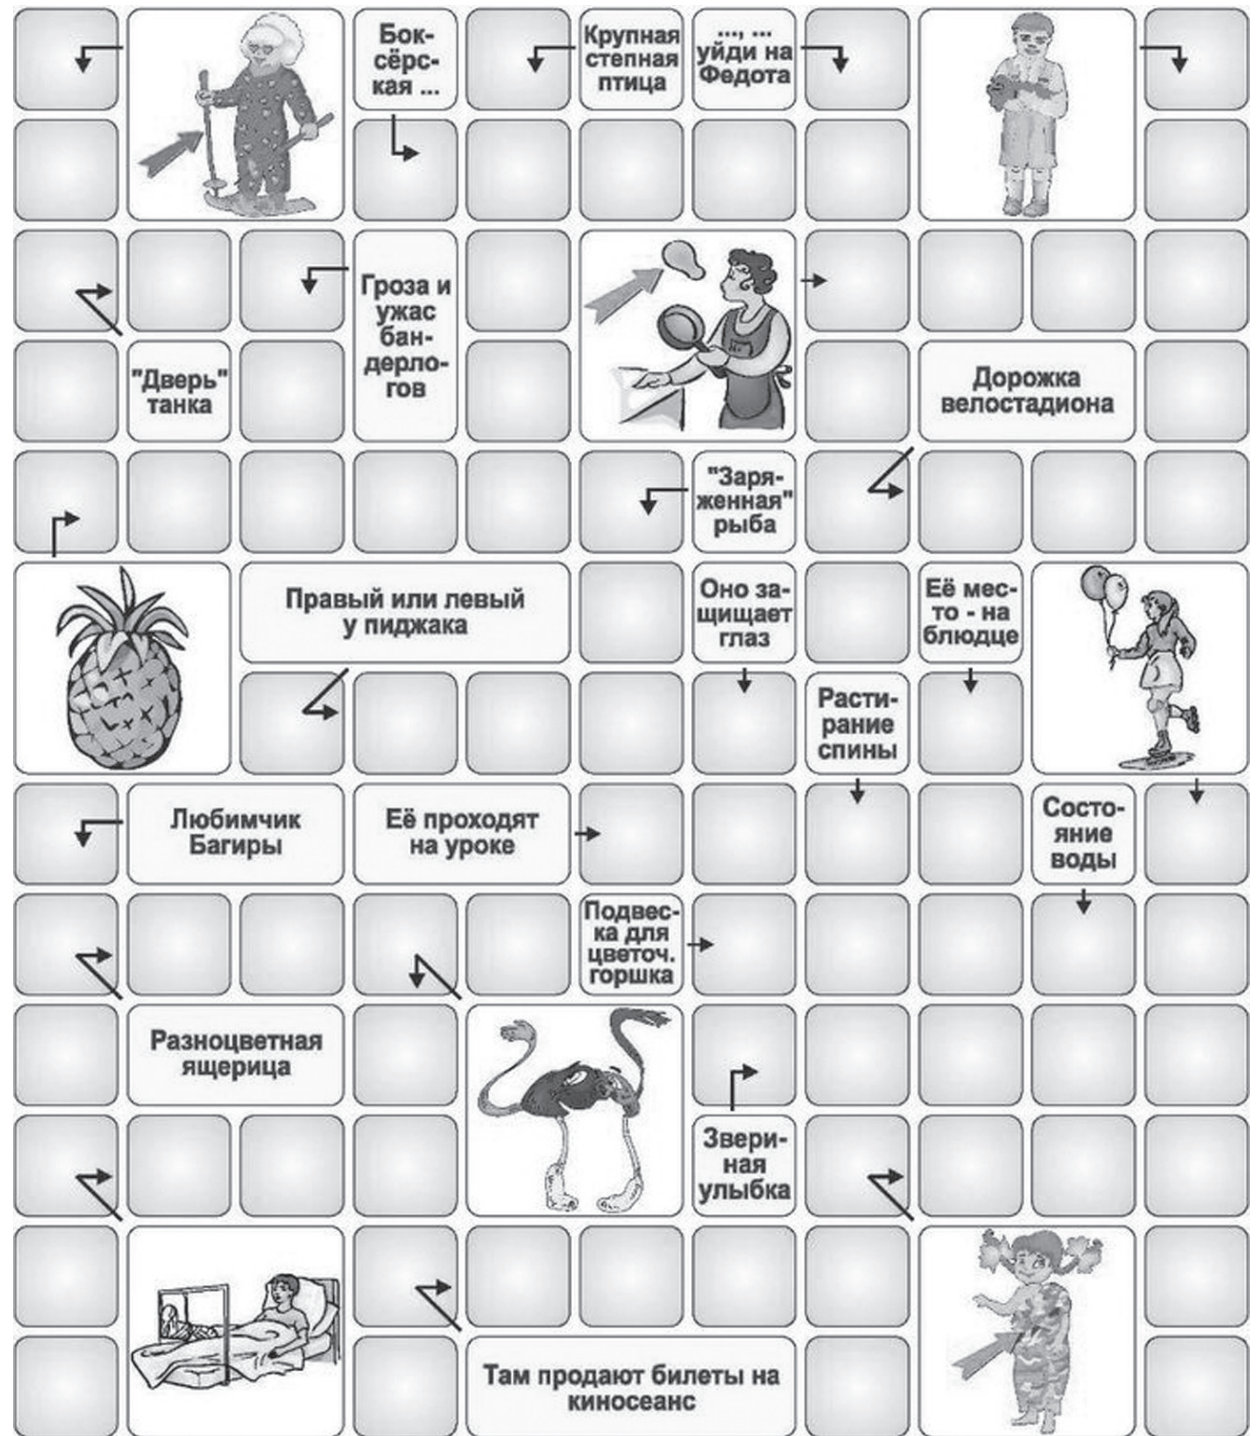 Бок-
сёрс-
кая ...
Крупная
степная
птица
..., ...
уйди на
Федота
Гроза и
ужас
бан-
дерло-
гов
"Дверь"
танка
Дорожка
велостадиона
"Заря-
женная"
рыба
Правый или левый
у пиджака
Оно за-
щищает
глаз
Её мес-
то - на
блюдце
Расти-
рание
спины
Любимчик
Багиры
Её проходят
на уроке
Состо-
яние
воды
Подвес-
ка для
цветоч.
горшка
Разноцветная
ящерица
Звери-
ная
улыбка
Там продают билеты на
киносеанс